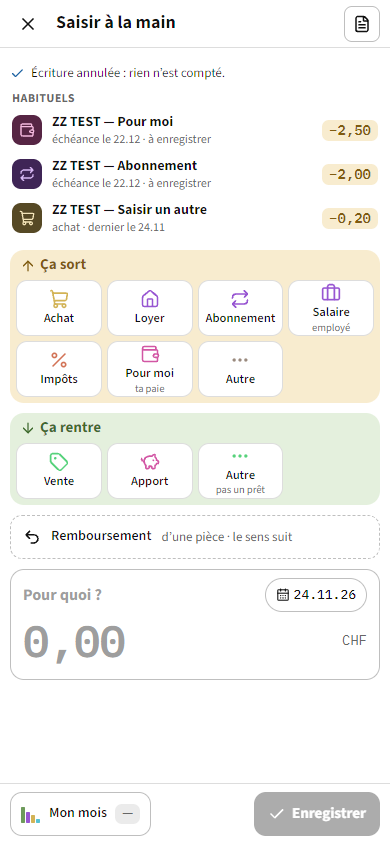 Saisir à la main
Écriture annulée : rien n’est compté.
HABITUELS
ZZ TEST — Pour moi
échéance le 22.12 · à enregistrer
−2,50
ZZ TEST — Abonnement
échéance le 22.12 · à enregistrer
−2,00
ZZ TEST — Saisir un autre
achat · dernier le 24.11
−0,20
Ça sort
Achat
Loyer
Abonnement
Salaire
employé
Impôts
Pour moi
ta paie
Autre
Ça rentre
Vente
Apport
Autre
pas un prêt
Remboursement d’une pièce · le sens suit
Pour quoi ?
24.11.26
0,00
CHF
Mon mois —
Enregistrer